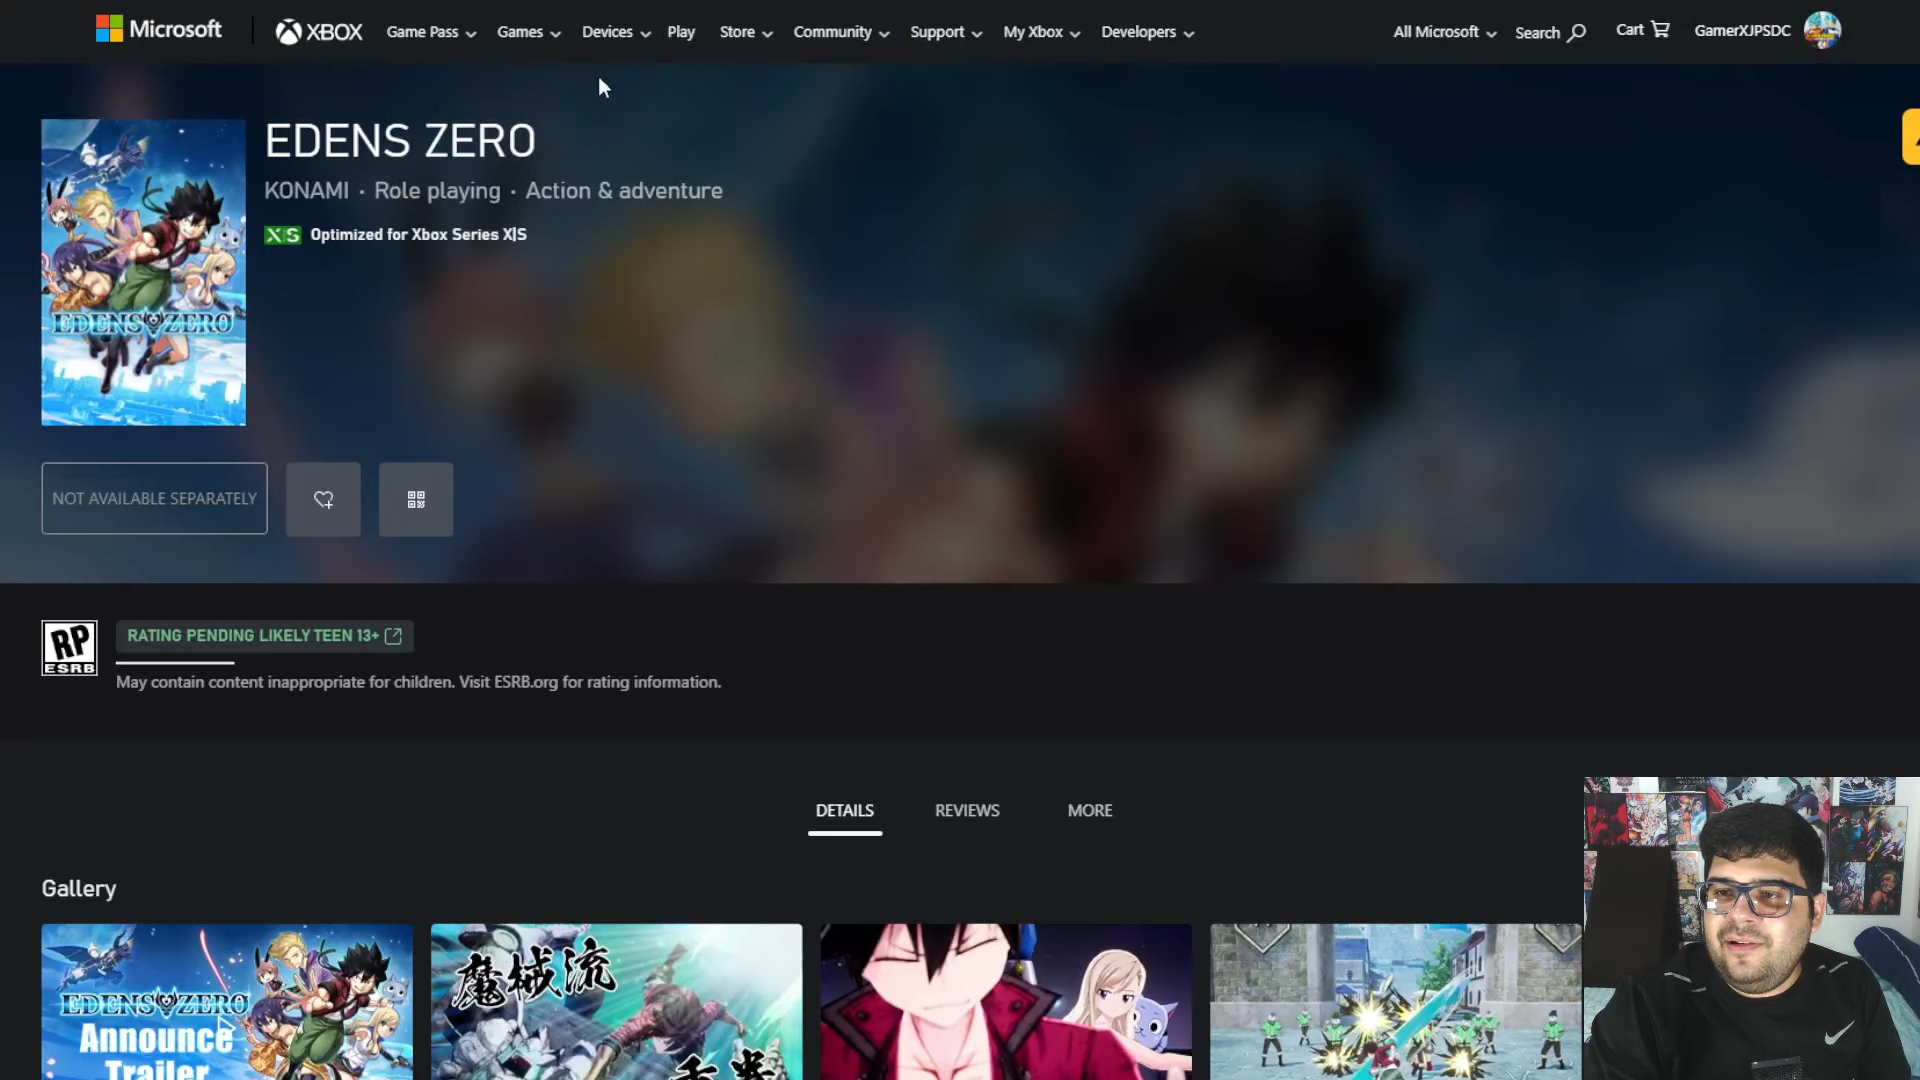 Microsoft
XBOX
Game Pass
Games
Devices
Play
Store
Community
Support
My Xbox
Developers
All Microsoft
Search
Cart
GamerXJPSDC
EDENS ZERO
KONAMI · Role playing · Action & adventure
X|S Optimized for Xbox Series X|S
EDENS ZERO
NOT AVAILABLE SEPARATELY
RP
ESRB
RATING PENDING LIKELY TEEN 13+
May contain content inappropriate for children. Visit ESRB.org for rating information.
DETAILS
REVIEWS
MORE
Gallery
EDENS ZERO
Announce
Trailer
魔械流